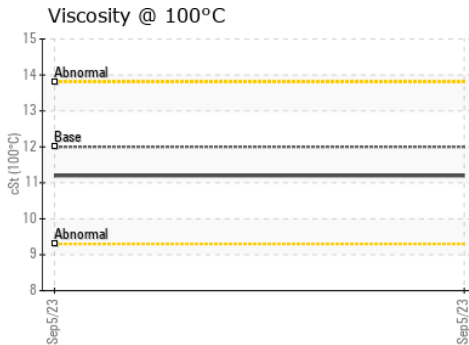 Viscosity @ 100°C
15
14
13
12
11
10
9
8
cSt (100°C)
Abnormal
Base
Abnormal
Sep5/23
Sep5/23